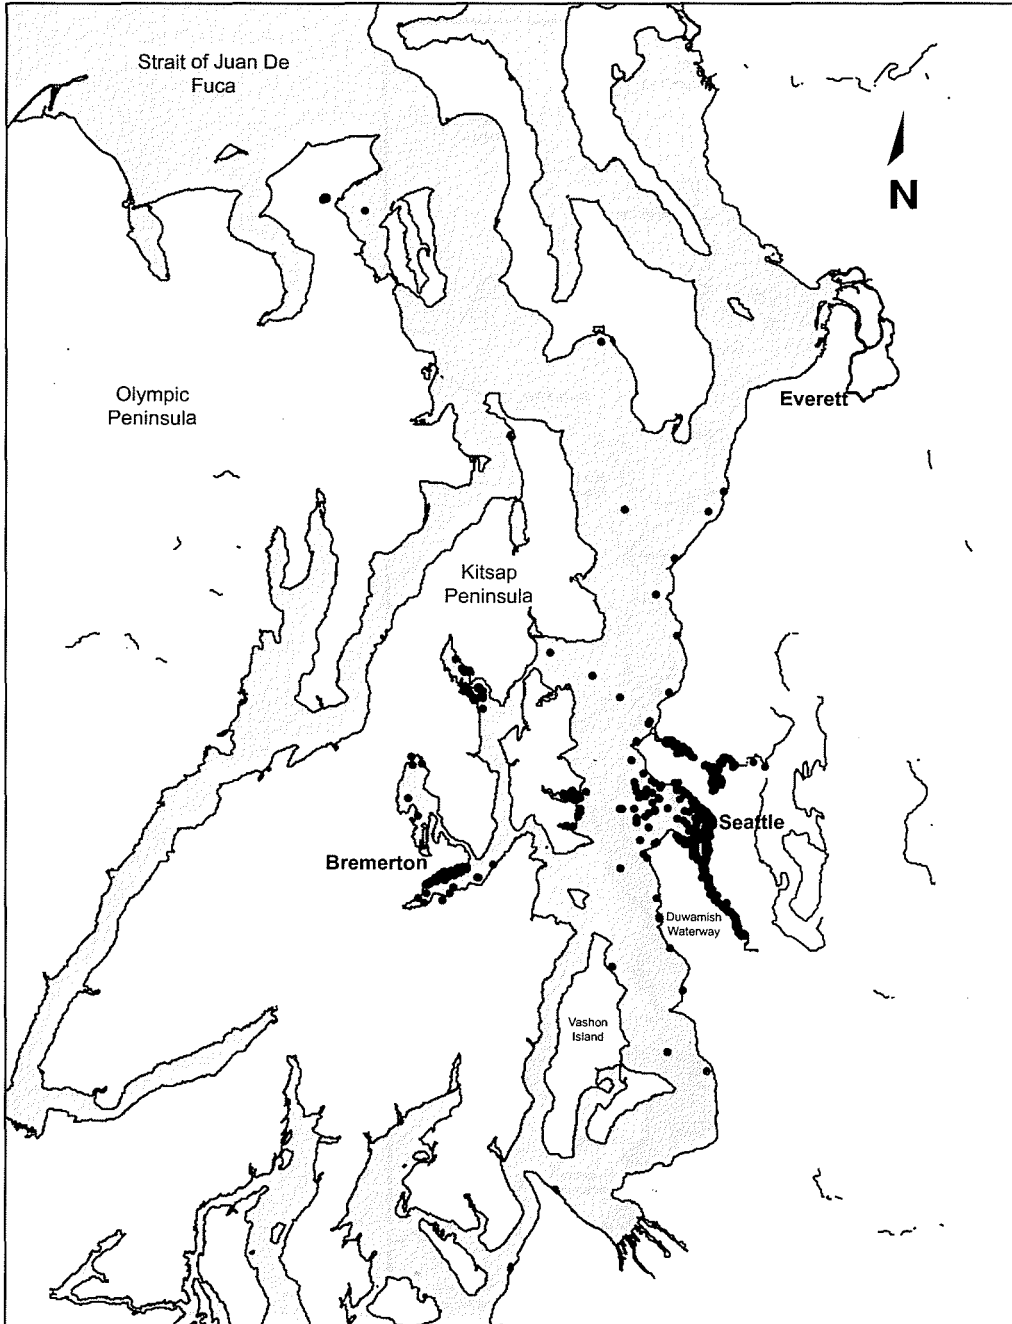 Strait of Juan De
Fuca
N
Olympic
Peninsula
Everett
Kitsap
Peninsula
Seattle
Bremerton
Duwamish
Waterway
Vashon
Island